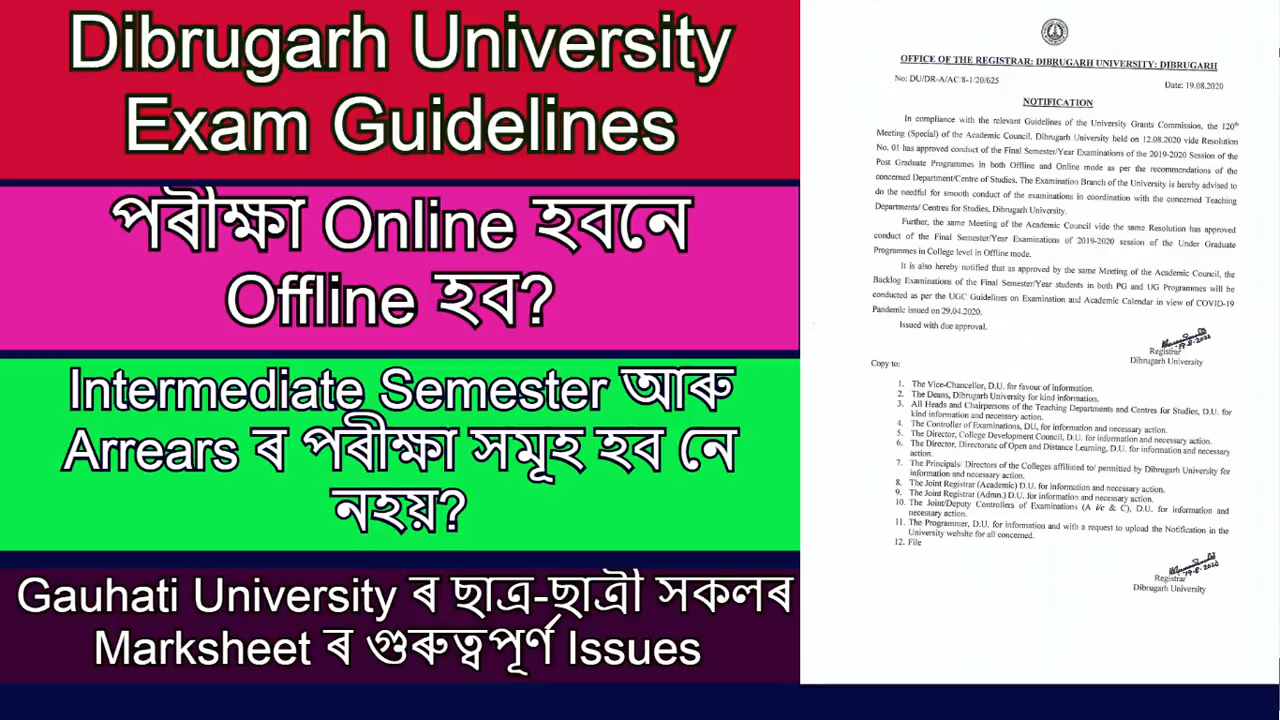 Dibrugarh University
Exam Guidelines
পৰীক্ষা Online হবনে
Offline হব?
Intermediate Semester আৰু
Arrears ৰ পৰীক্ষা সমূহ হব নে
নহয়?
Gauhati University ৰ ছাত্ৰ-ছাত্ৰী সকলৰ
Marksheet ৰ গুৰুত্বপূৰ্ণ Issues
OFFICE OF THE REGISTRAR: DIBRUGARH UNIVERSITY: DIBRUGARH
No: DU/DR-A/AC/8-1/20/625
Date: 19.08.2020
NOTIFICATION
In compliance with the relevant Guidelines of the University Grants Commission, the 120th
Meeting (Special) of the Academic Council, Dibrugarh University held on 12.08.2020 vide Resolution
No. 01 has approved conduct of the Final Semester/Year Examinations of the 2019-2020 Session of the
Post Graduate Programmes in both Offline and Online mode as per the recommendations of the
concerned Department/Centre of Studies. The Examination Branch of the University is hereby advised to
do the needful for smooth conduct of the examinations in coordination with the concerned Teaching
Departments/ Centres for Studies, Dibrugarh University.
Further, the same Meeting of the Academic Council vide the same Resolution has approved
conduct of the Final Semester/Year Examinations of 2019-2020 session of the Under Graduate
Programmes in College level in Offline mode.
It is also hereby notified that as approved by the same Meeting of the Academic Council, the
Backlog Examinations of the Final Semester/Year students in both PG and UG Programmes will be
conducted as per the UGC Guidelines on Examination and Academic Calendar in view of COVID-19
Pandemic issued on 29.04.2020.
Issued with due approval.
19.8.2020
Registrar
Dibrugarh University
Copy to:
1. The Vice-Chancellor, D.U. for favour of information.
2. The Deans, Dibrugarh University for kind information.
3. All Heads and Chairpersons of the Teaching Departments and Centres for Studies, D.U. for
kind information and necessary action.
4. The Controller of Examinations, DU, for information and necessary action.
5. The Director, College Development Council, D.U. for information and necessary action.
6. The Director, Directorate of Open and Distance Learning, D.U. for information and necessary
action.
7. The Principals/ Directors of the Colleges affiliated to/ permitted by Dibrugarh University for
information and necessary action.
8. The Joint Registrar (Academic) D.U. for information and necessary action.
9. The Joint Registrar (Admn.) D.U. for information and necessary action.
10. The Joint/Deputy Controllers of Examinations (A i/c & C), D.U. for information and
necessary action.
11. The Programmer, D.U. for information and with a request to upload the Notification in the
University website for all concerned.
12. File
19.8.2020
Registrar
Dibrugarh University